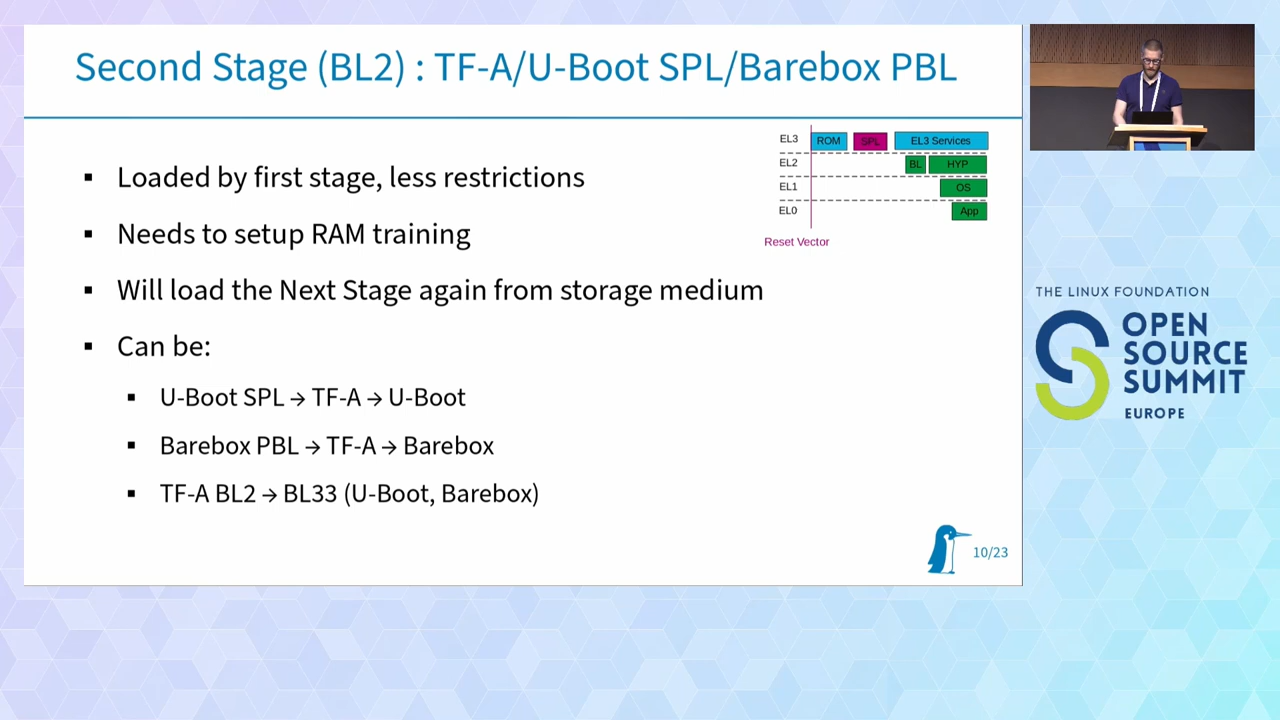 Second Stage (BL2) : TF-A/U-Boot SPL/Barebox PBL
▪ Loaded by first stage, less restrictions
▪ Needs to setup RAM training
▪ Will load the Next Stage again from storage medium
▪ Can be:
▪ U-Boot SPL → TF-A → U-Boot
▪ Barebox PBL → TF-A → Barebox
▪ TF-A BL2 → BL33 (U-Boot, Barebox)
EL3 ROM SPL EL3 Services
EL2 BL HYP
EL1 OS
EL0 App
Reset Vector
10/23
THE LINUX FOUNDATION
OPEN
SOURCE
SUMMIT
EUROPE